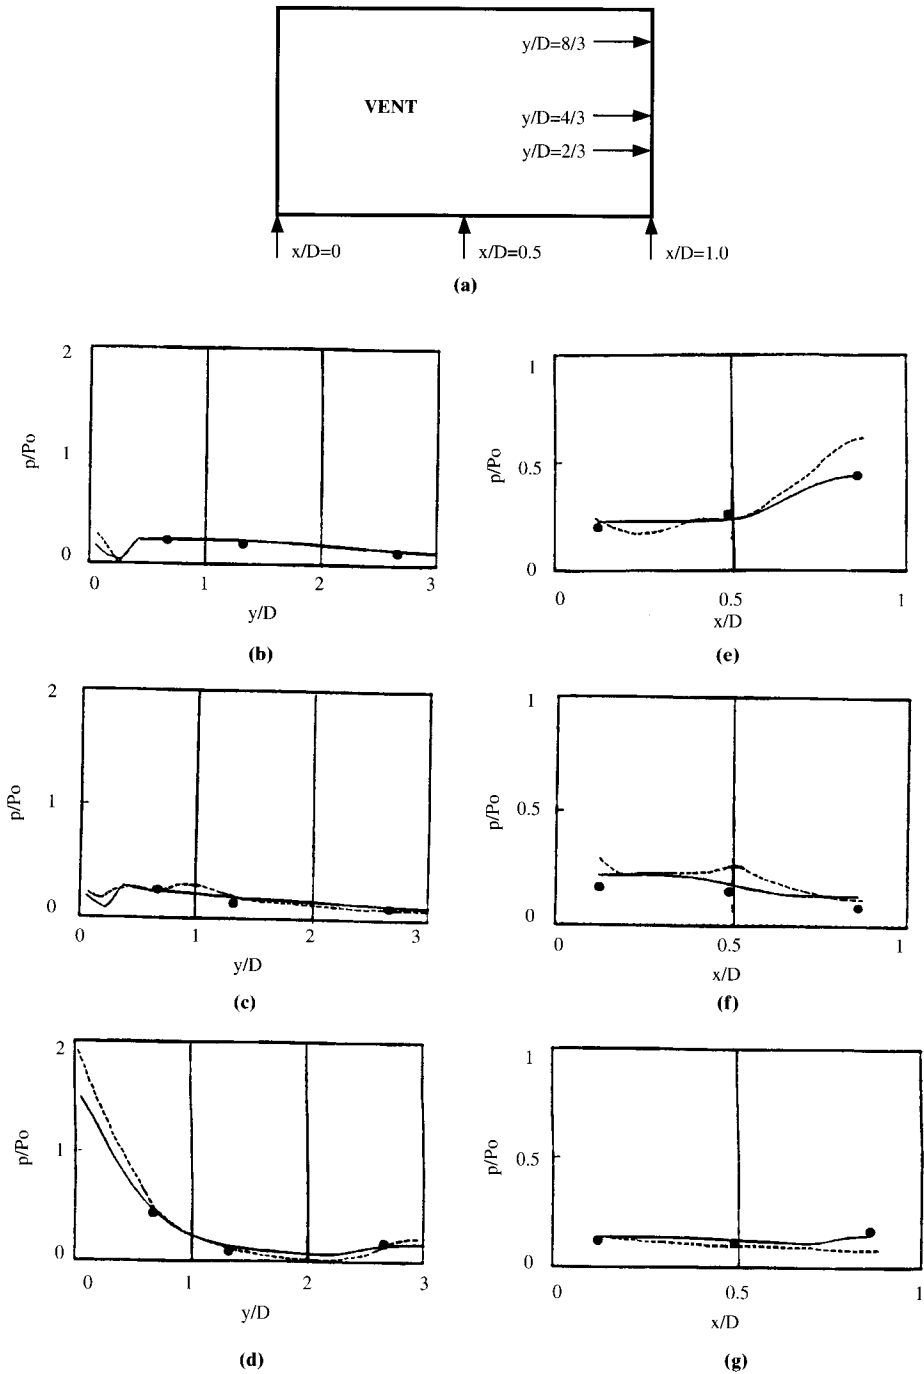 y/D=8/3
VENT
y/D=4/3
y/D=2/3
x/D=0 x/D=0.5 x/D=1.0
(a)
2
1
0
p/Po
0 1 2 3
y/D
(b)
1
0.5
0
p/Po
0 0.5 1
x/D
(e)
2
1
0
p/Po
0 1 2 3
y/D
(c)
1
0.5
0
p/Po
0 0.5 1
x/D
(f)
2
1
0
p/Po
0 1 2 3
y/D
(d)
1
0.5
0
p/Po
0 0.5 1
x/D
(g)